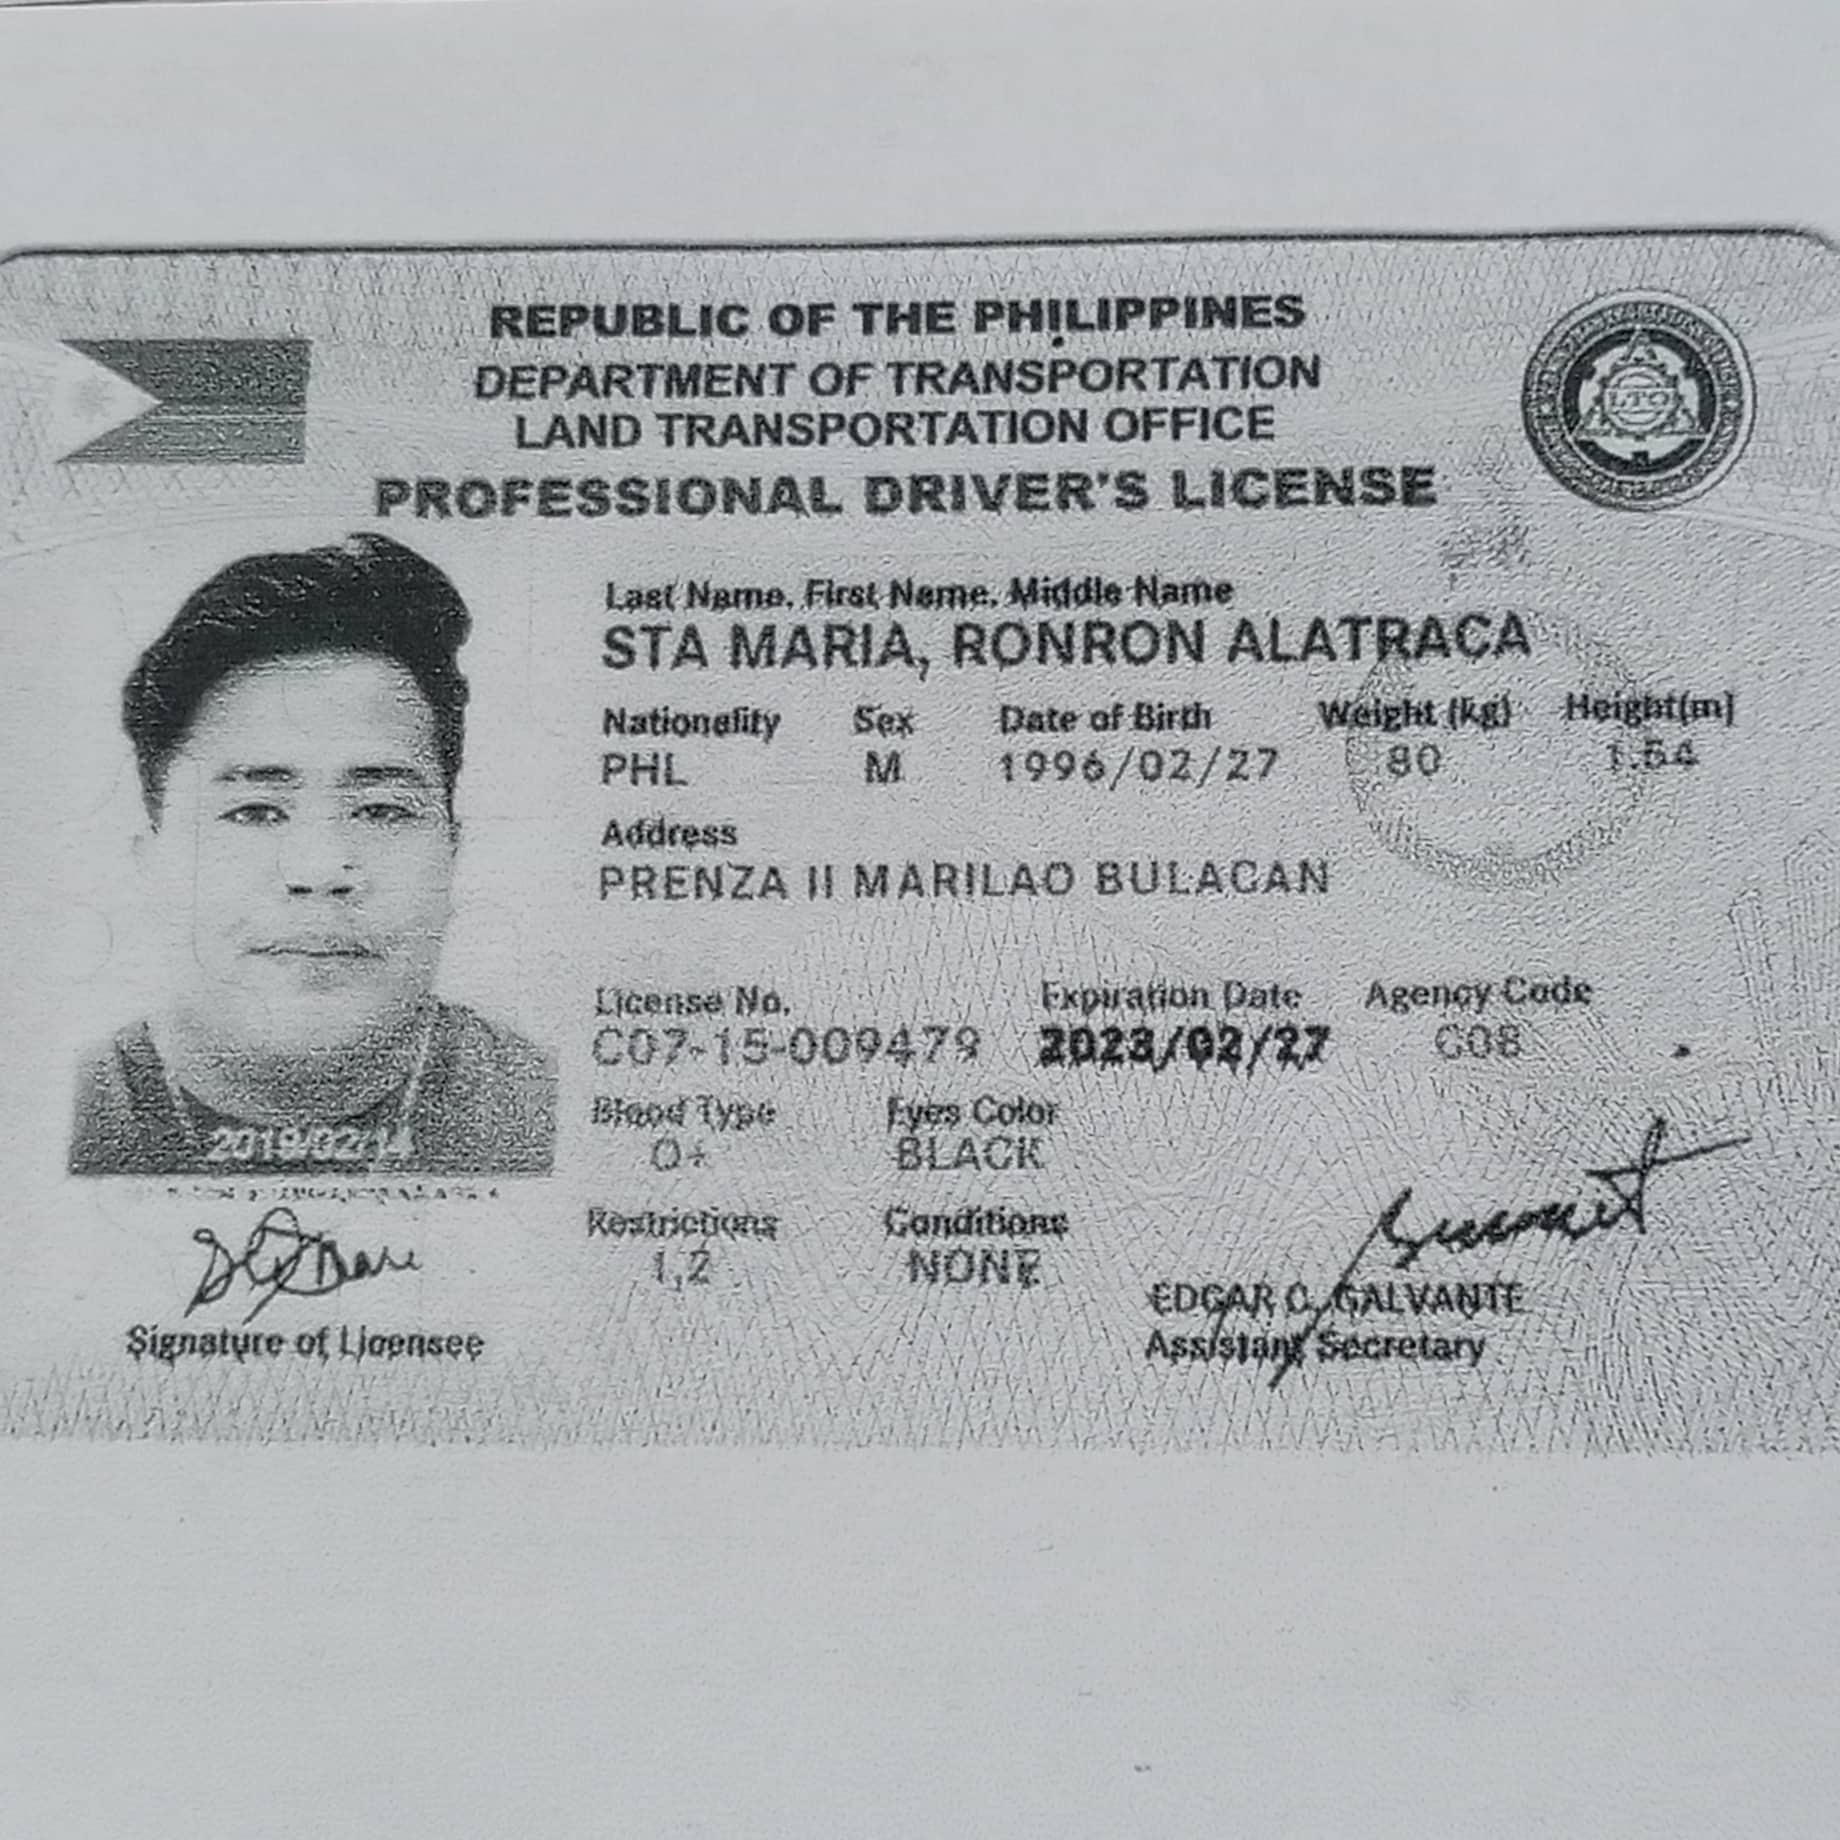 REPUBLIC OF THE PHILIPPINES
DEPARTMENT OF TRANSPORTATION
LAND TRANSPORTATION OFFICE
PROFESSIONAL DRIVER'S LICENSE
LTO
Last Name, First Name, Middle Name
STA MARIA, RONRON ALATRACA
Nationality Sex Date of Birth Weight (kg) Height(m)
PHL M 1996/02/27 80 1.54
Address
PRENZA II MARILAO BULACAN
License No. Expiration Date Agency Code
C07-15-009479 2023/02/27 C08
Blood Type Eyes Color
O+ BLACK
2019/02/14
Restrictions Conditions
1,2 NONE
EDGAR C. GALVANTE
Signature of Licensee Assistant Secretary